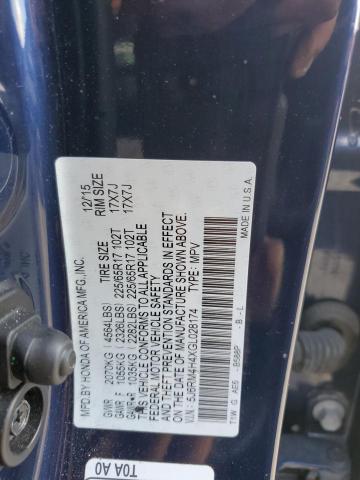 MFD.BY HONDA OF AMERICA MFG.,INC. 12/15
TIRE SIZE RIM SIZE
GVWR 2070KG ( 4564LBS)
GAWR F 1055KG ( 2326LBS) 225/65R17 102T 17X7J
GAWR R 1035KG ( 2282LBS) 225/65R17 102T 17X7J
THIS VEHICLE CONFORMS TO ALL APPLICABLE
FEDERAL MOTOR VEHICLE SAFETY AND
THEFT PREVENTION STANDARDS IN EFFECT
ON THE DATE OF MANUFACTURE SHOWN ABOVE.
V.I.N.: 5J8RM4H4XGL028174 TYPE: MPV
MADE IN U.S.A.
T1W G - B588P - B - L
T0A A0